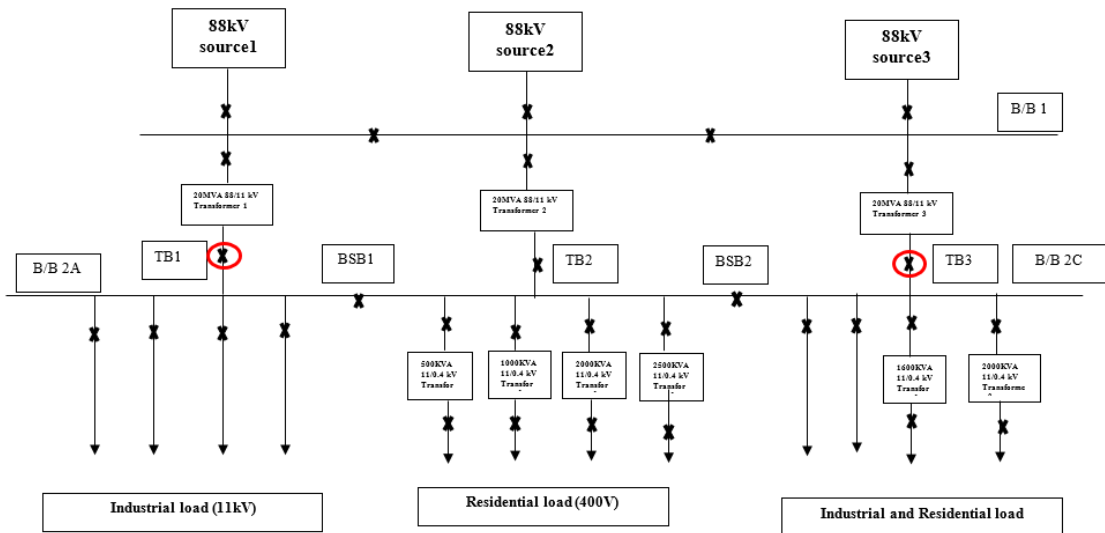 88kV
source1
88kV
source2
88kV
source3
B/B 1
20MVA 88/11 kV
Transformer 1
20MVA 88/11 kV
Transformer 2
20MVA 88/11 kV
Transformer 3
B/B 2A
TB1
BSB1
TB2
BSB2
TB3
B/B 2C
500KVA
11/0.4 kV
Transfor
1000KVA
11/0.4 kV
Transfor
2000KVA
11/0.4 kV
Transfor
2500KVA
11/0.4 kV
Transfor
1600KVA
11/0.4 kV
Transfor
2000KVA
11/0.4 kV
Transforme
Industrial load (11kV)
Residential load (400V)
Industrial and Residential load